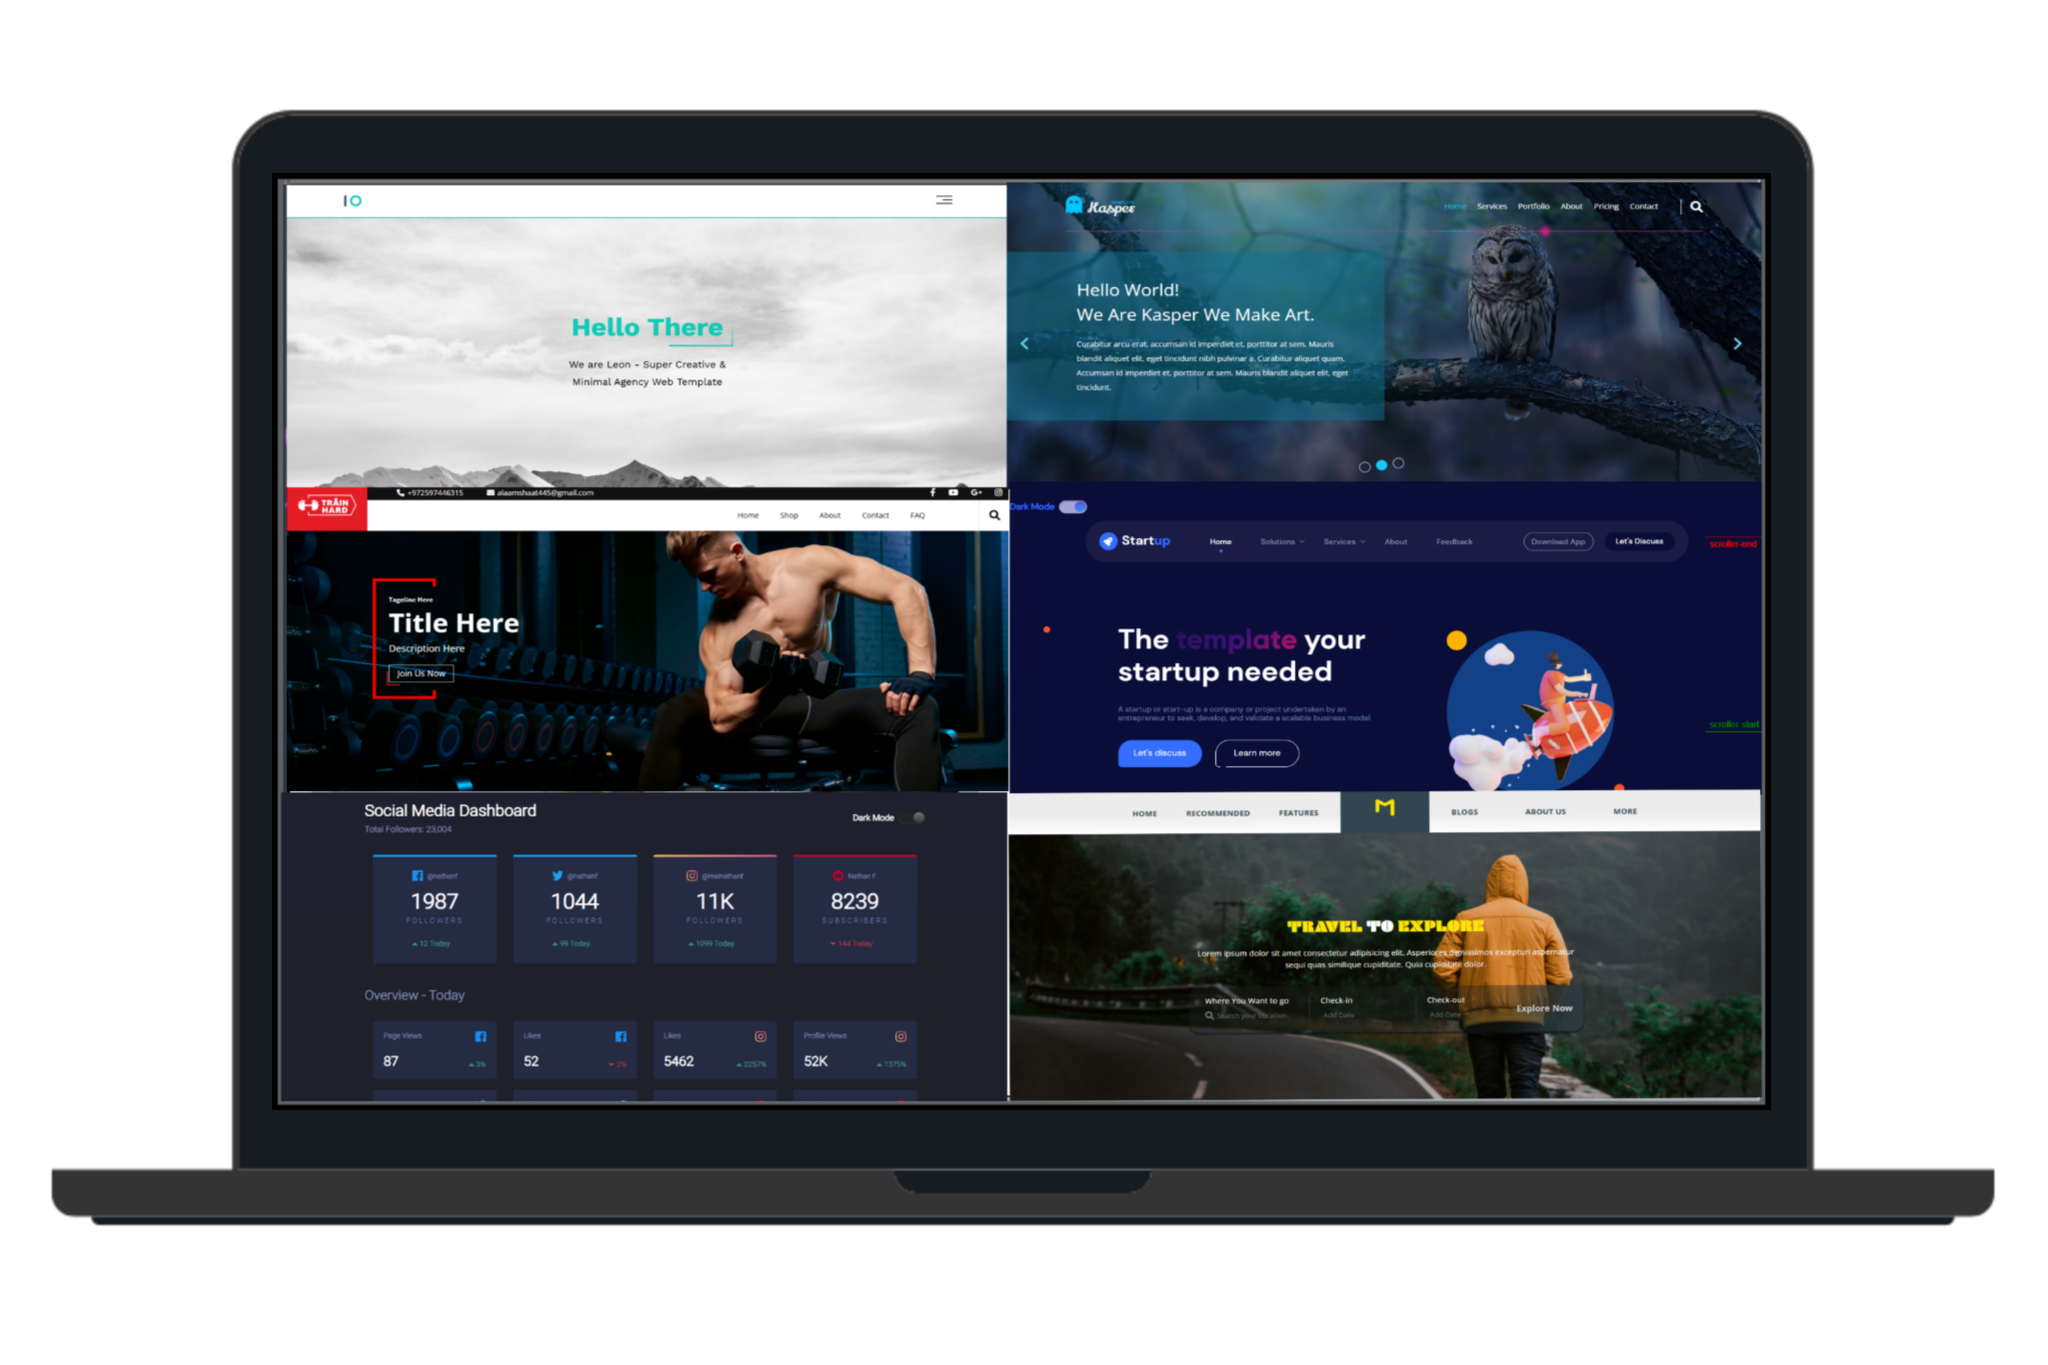 IO
Hello There
We are Leon - Super Creative &
Minimal Agency Web Template
Kasper
Home Services Portfolio About Pricing Contact
Hello World!
We Are Kasper We Make Art.
Curabitur arcu erat, accumsan id imperdiet et, porttitor at sem. Mauris
blandit aliquet elit, eget tincidunt nibh pulvinar a. Curabitur aliquet quam.
Accumsan id imperdiet et, porttitor at sem. Mauris blandit aliquet elit, eget
tincidunt.
TRAIN
HARD
+972597446315 alaamshaat445@gmail.com
Home Shop About Contact FAQ
Tageline Here
Title Here
Description Here
Join Us Now
Dark Mode
Startup Home Solutions Services About Feedback Download App Let's Discuss
scroller-end
The template your
startup needed
A startup or start-up is a company or project undertaken by an
entrepreneur to seek, develop, and validate a scalable business model.
scroller-start
Let's discuss Learn more
Social Media Dashboard
Total Followers: 23,004
Dark Mode
@nathanf @nathanf @realnathanf Nathan F.
1987 1044 11K 8239
FOLLOWERS FOLLOWERS FOLLOWERS SUBSCRIBERS
12 Today 99 Today 1099 Today 144 Today
Overview - Today
Page Views Likes Likes Profile Views
87 3% 52 2% 5462 2257% 52K 1375%
HOME RECOMMENDED FEATURES M BLOGS ABOUT US MORE
TRAVEL TO EXPLORE
Lorem ipsum dolor sit amet consectetur adipisicing elit. Asperiores dignissimos excepturi aspernatur
sequi quas similique cupiditate. Quia cupiditate dolor.
Where You Want to go Check-in Check-out
Search your Location Add Date Add Date
Explore Now